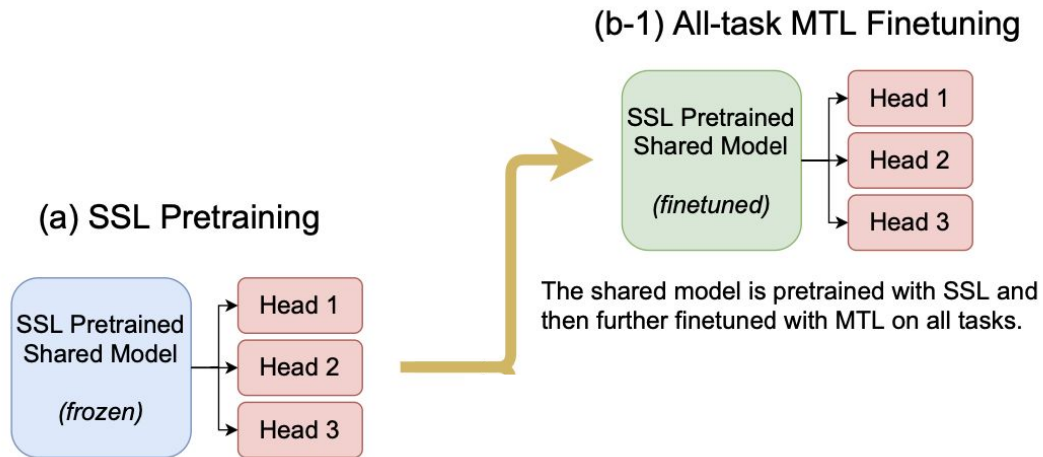 (b-1) All-task MTL Finetuning
SSL Pretrained
Shared Model
(finetuned)
Head 1
Head 2
Head 3
The shared model is pretrained with SSL and
then further finetuned with MTL on all tasks.
(a) SSL Pretraining
SSL Pretrained
Shared Model
(frozen)
Head 1
Head 2
Head 3